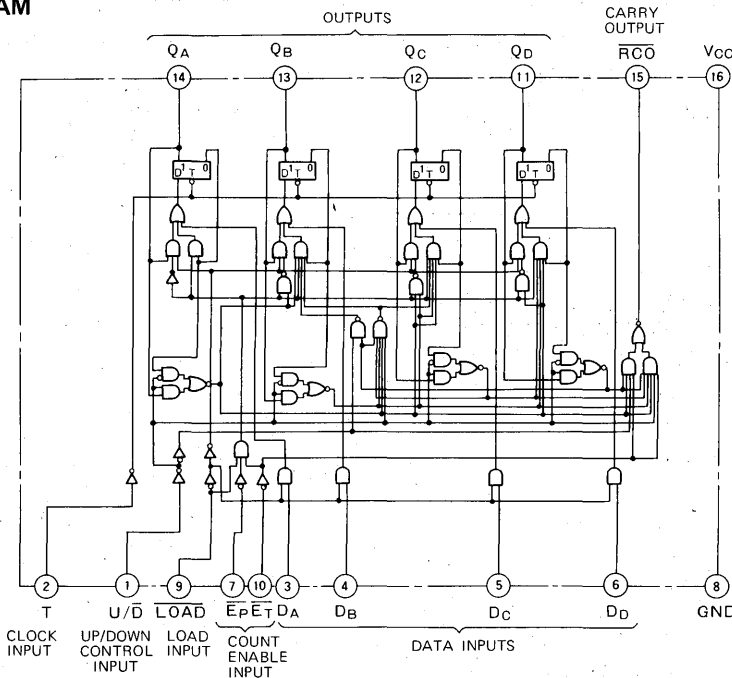 AM
OUTPUTS
CARRY
OUTPUT
QA QB QC QD RCO VCC
14 13 12 11 15 16
D 1 T 0 D 1 T 0 D 1 T 0 D 1 T 0
2 1 9 7 10 3 4 5 6 8
T U/D LOAD EP ET DA DB DC DD GND
CLOCK
INPUT
UP/DOWN
CONTROL
INPUT
LOAD
INPUT
COUNT
ENABLE
INPUT
DATA INPUTS